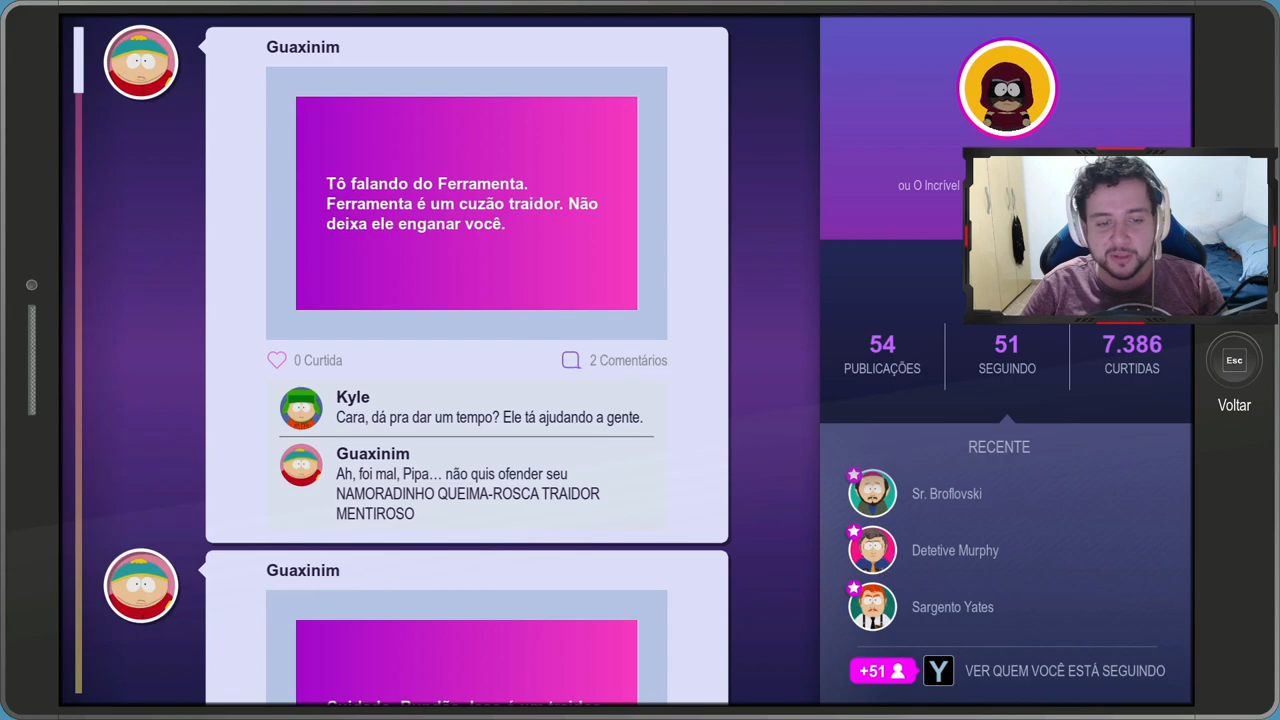 Guaxinim
Tô falando do Ferramenta.
Ferramenta é um cuzão traidor. Não
deixa ele enganar você.
0 Curtida
2 Comentários
Kyle
Cara, dá pra dar um tempo? Ele tá ajudando a gente.
Guaxinim
Ah, foi mal, Pipa… não quis ofender seu
NAMORADINHO QUEIMA-ROSCA TRAIDOR
MENTIROSO
Guaxinim
ou O Incrível
54
PUBLICAÇÕES
51
SEGUINDO
7.386
CURTIDAS
RECENTE
Sr. Broflovski
Detetive Murphy
Sargento Yates
+51
Y
VER QUEM VOCÊ ESTÁ SEGUINDO
Esc
Voltar